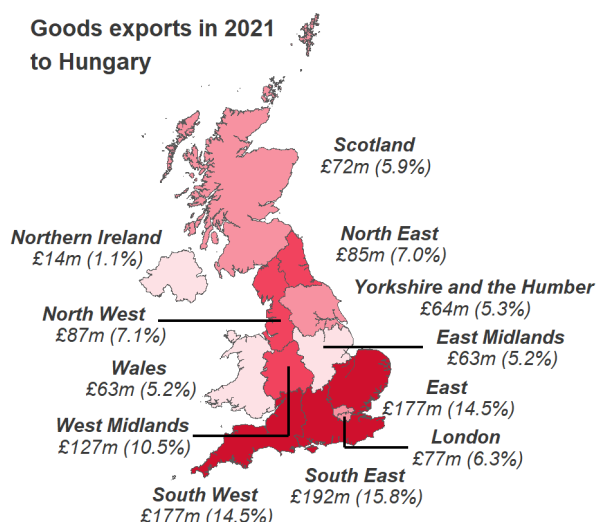 Goods exports in 2021
to Hungary
Scotland
£72m (5.9%)
Northern Ireland
£14m (1.1%)
North East
£85m (7.0%)
Yorkshire and the Humber
£64m (5.3%)
North West
£87m (7.1%)
East Midlands
£63m (5.2%)
Wales
£63m (5.2%)
East
£177m (14.5%)
West Midlands
£127m (10.5%)
London
£77m (6.3%)
South East
£192m (15.8%)
South West
£177m (14.5%)